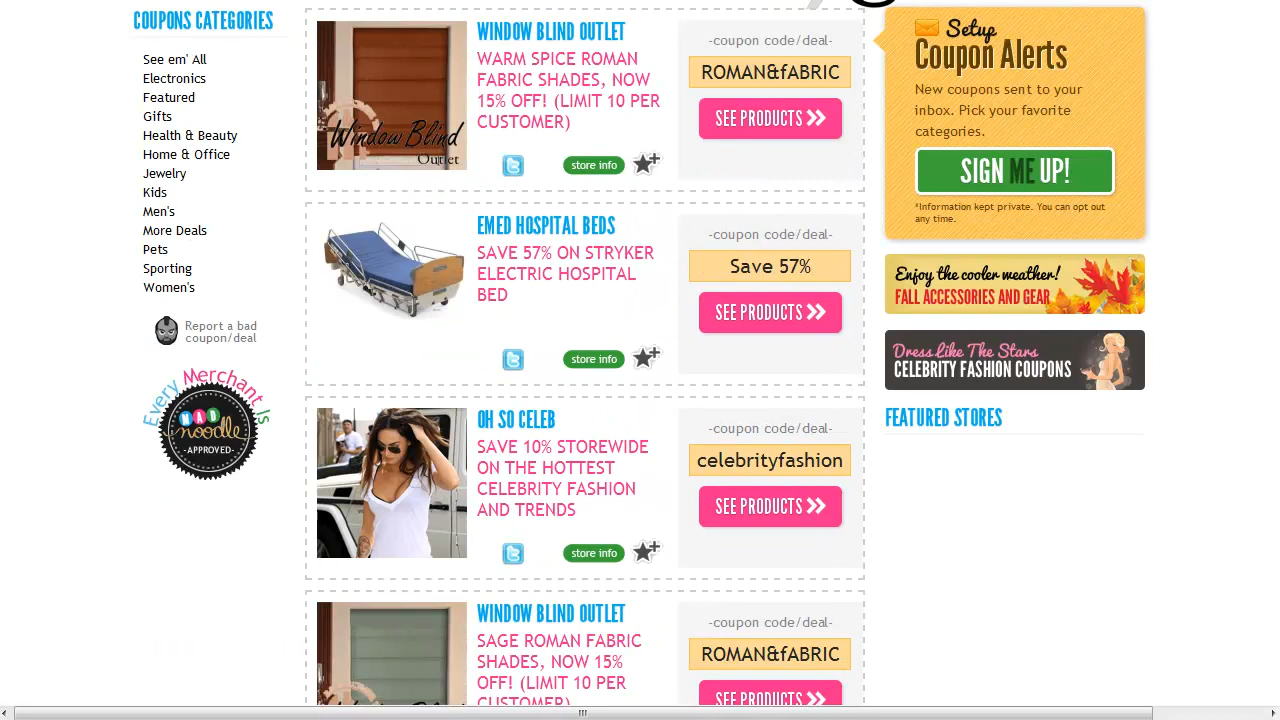 COUPONS CATEGORIES
See em' All
Electronics
Featured
Gifts
Health & Beauty
Home & Office
Jewelry
Kids
Men's
More Deals
Pets
Sporting
Women's
Report a bad
coupon/deal
Every Merchant Is
MAD
noodle
-APPROVED-
WINDOW BLIND OUTLET
WARM SPICE ROMAN
FABRIC SHADES, NOW
15% OFF! (LIMIT 10 PER
CUSTOMER)
Window Blind
Outlet
store info
-coupon code/deal-
ROMAN&fABRIC
SEE PRODUCTS
EMED HOSPITAL BEDS
SAVE 57% ON STRYKER
ELECTRIC HOSPITAL
BED
store info
-coupon code/deal-
Save 57%
SEE PRODUCTS
OH SO CELEB
SAVE 10% STOREWIDE
ON THE HOTTEST
CELEBRITY FASHION
AND TRENDS
store info
-coupon code/deal-
celebrityfashion
SEE PRODUCTS
WINDOW BLIND OUTLET
SAGE ROMAN FABRIC
SHADES, NOW 15%
OFF! (LIMIT 10 PER
CUSTOMER)
-coupon code/deal-
ROMAN&fABRIC
SEE PRODUCTS
Setup
Coupon Alerts
New coupons sent to your
inbox. Pick your favorite
categories.
SIGN ME UP!
*Information kept private. You can opt out
any time.
Enjoy the cooler weather!
FALL ACCESSORIES AND GEAR
Dress Like The Stars
CELEBRITY FASHION COUPONS
FEATURED STORES